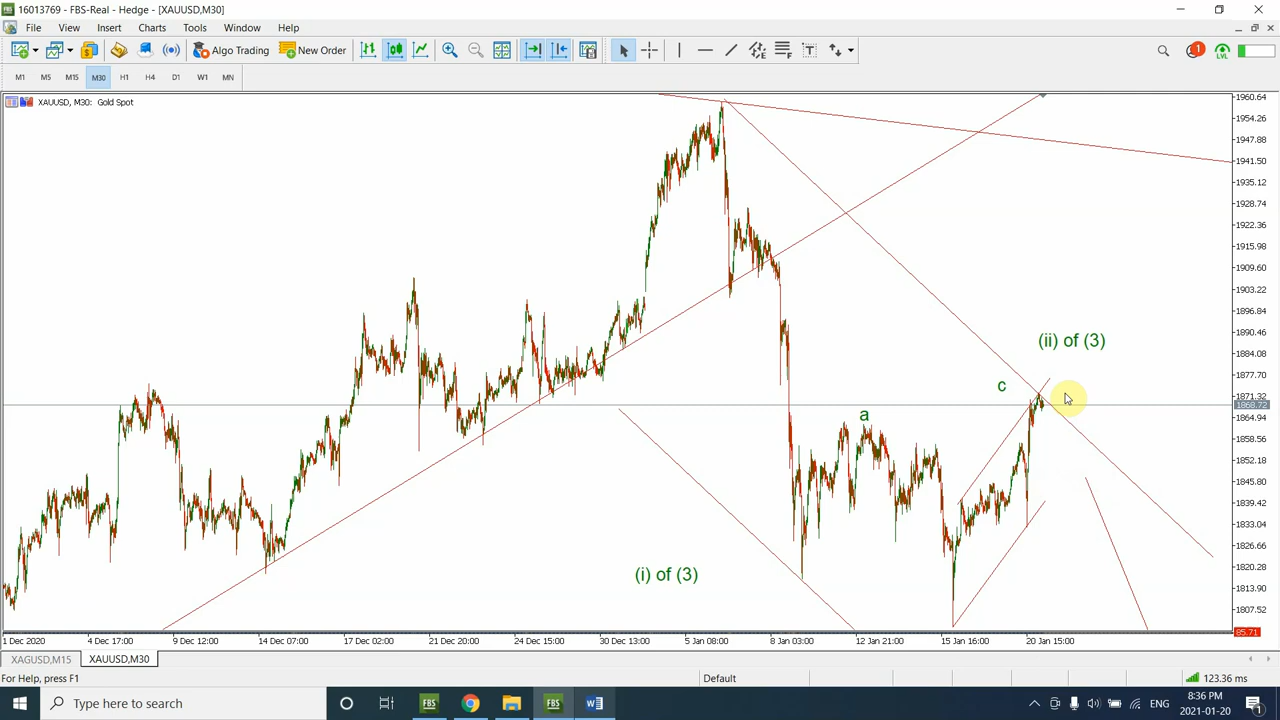 16013769 - FBS-Real - Hedge - [XAUUSD,M30]
File View Insert Charts Tools Window Help
Algo Trading New Order
1
LVL
M1 M5 M15 M30 H1 H4 D1 W1 MN
XAUUSD, M30: Gold Spot
1960.64
1954.26
1947.88
1941.50
1935.12
1928.74
1922.36
1915.98
1909.60
1903.22
1896.84
1890.46
(ii) of (3)
1884.08
1877.70
c
1871.32
a
1864.94
1858.56
1852.18
1845.80
1839.42
1833.04
1826.66
(i) of (3)
1820.28
1813.90
1807.52
85.71
1 Dec 2020 4 Dec 17:00 9 Dec 12:00 14 Dec 07:00 17 Dec 02:00 21 Dec 20:00 24 Dec 15:00 30 Dec 13:00 5 Jan 08:00 8 Jan 03:00 12 Jan 21:00 15 Jan 16:00 20 Jan 15:00
XAGUSD,M15 XAUUSD,M30
For Help, press F1 Default 123.36 ms
Type here to search FBS FBS ENG 8:36 PM
2021-01-20
1